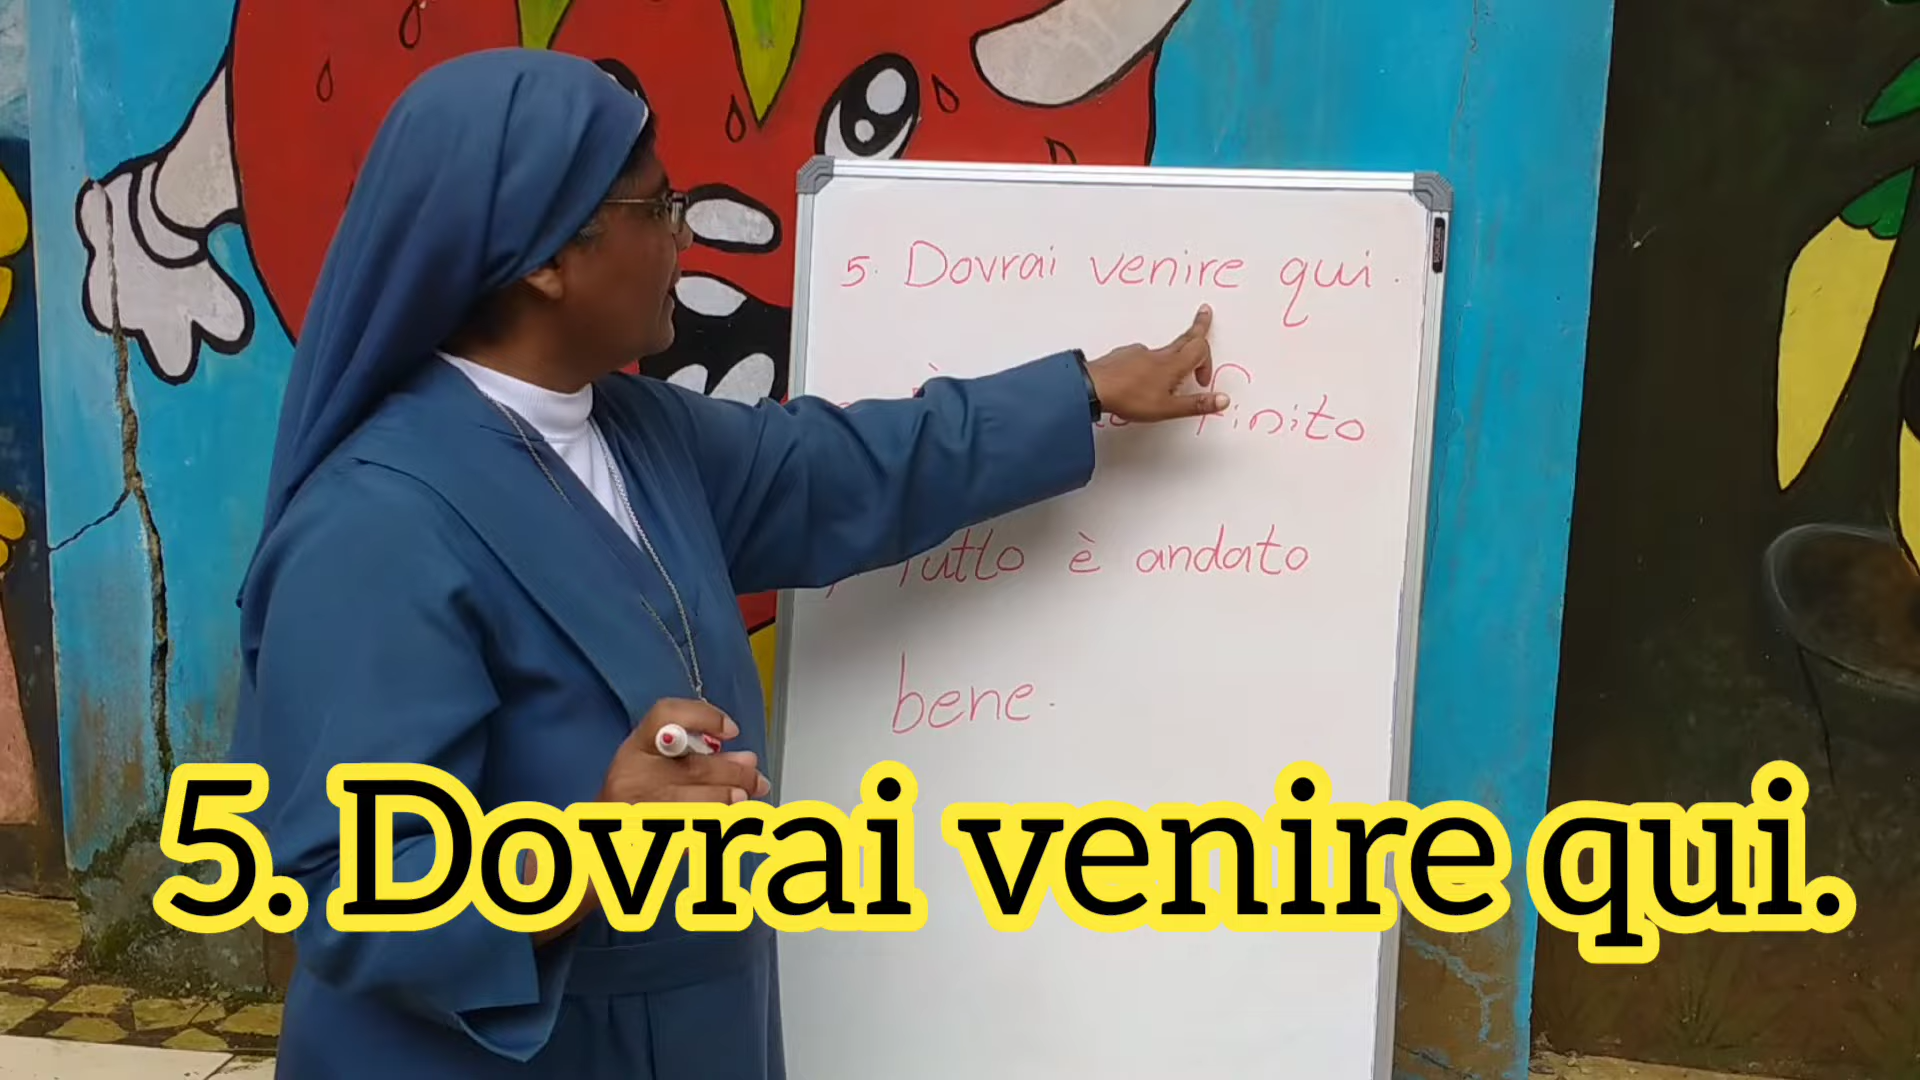 5. Dovrai venire qui.
è finito
Tutto è andato
bene.
5. Dovrai venire qui.